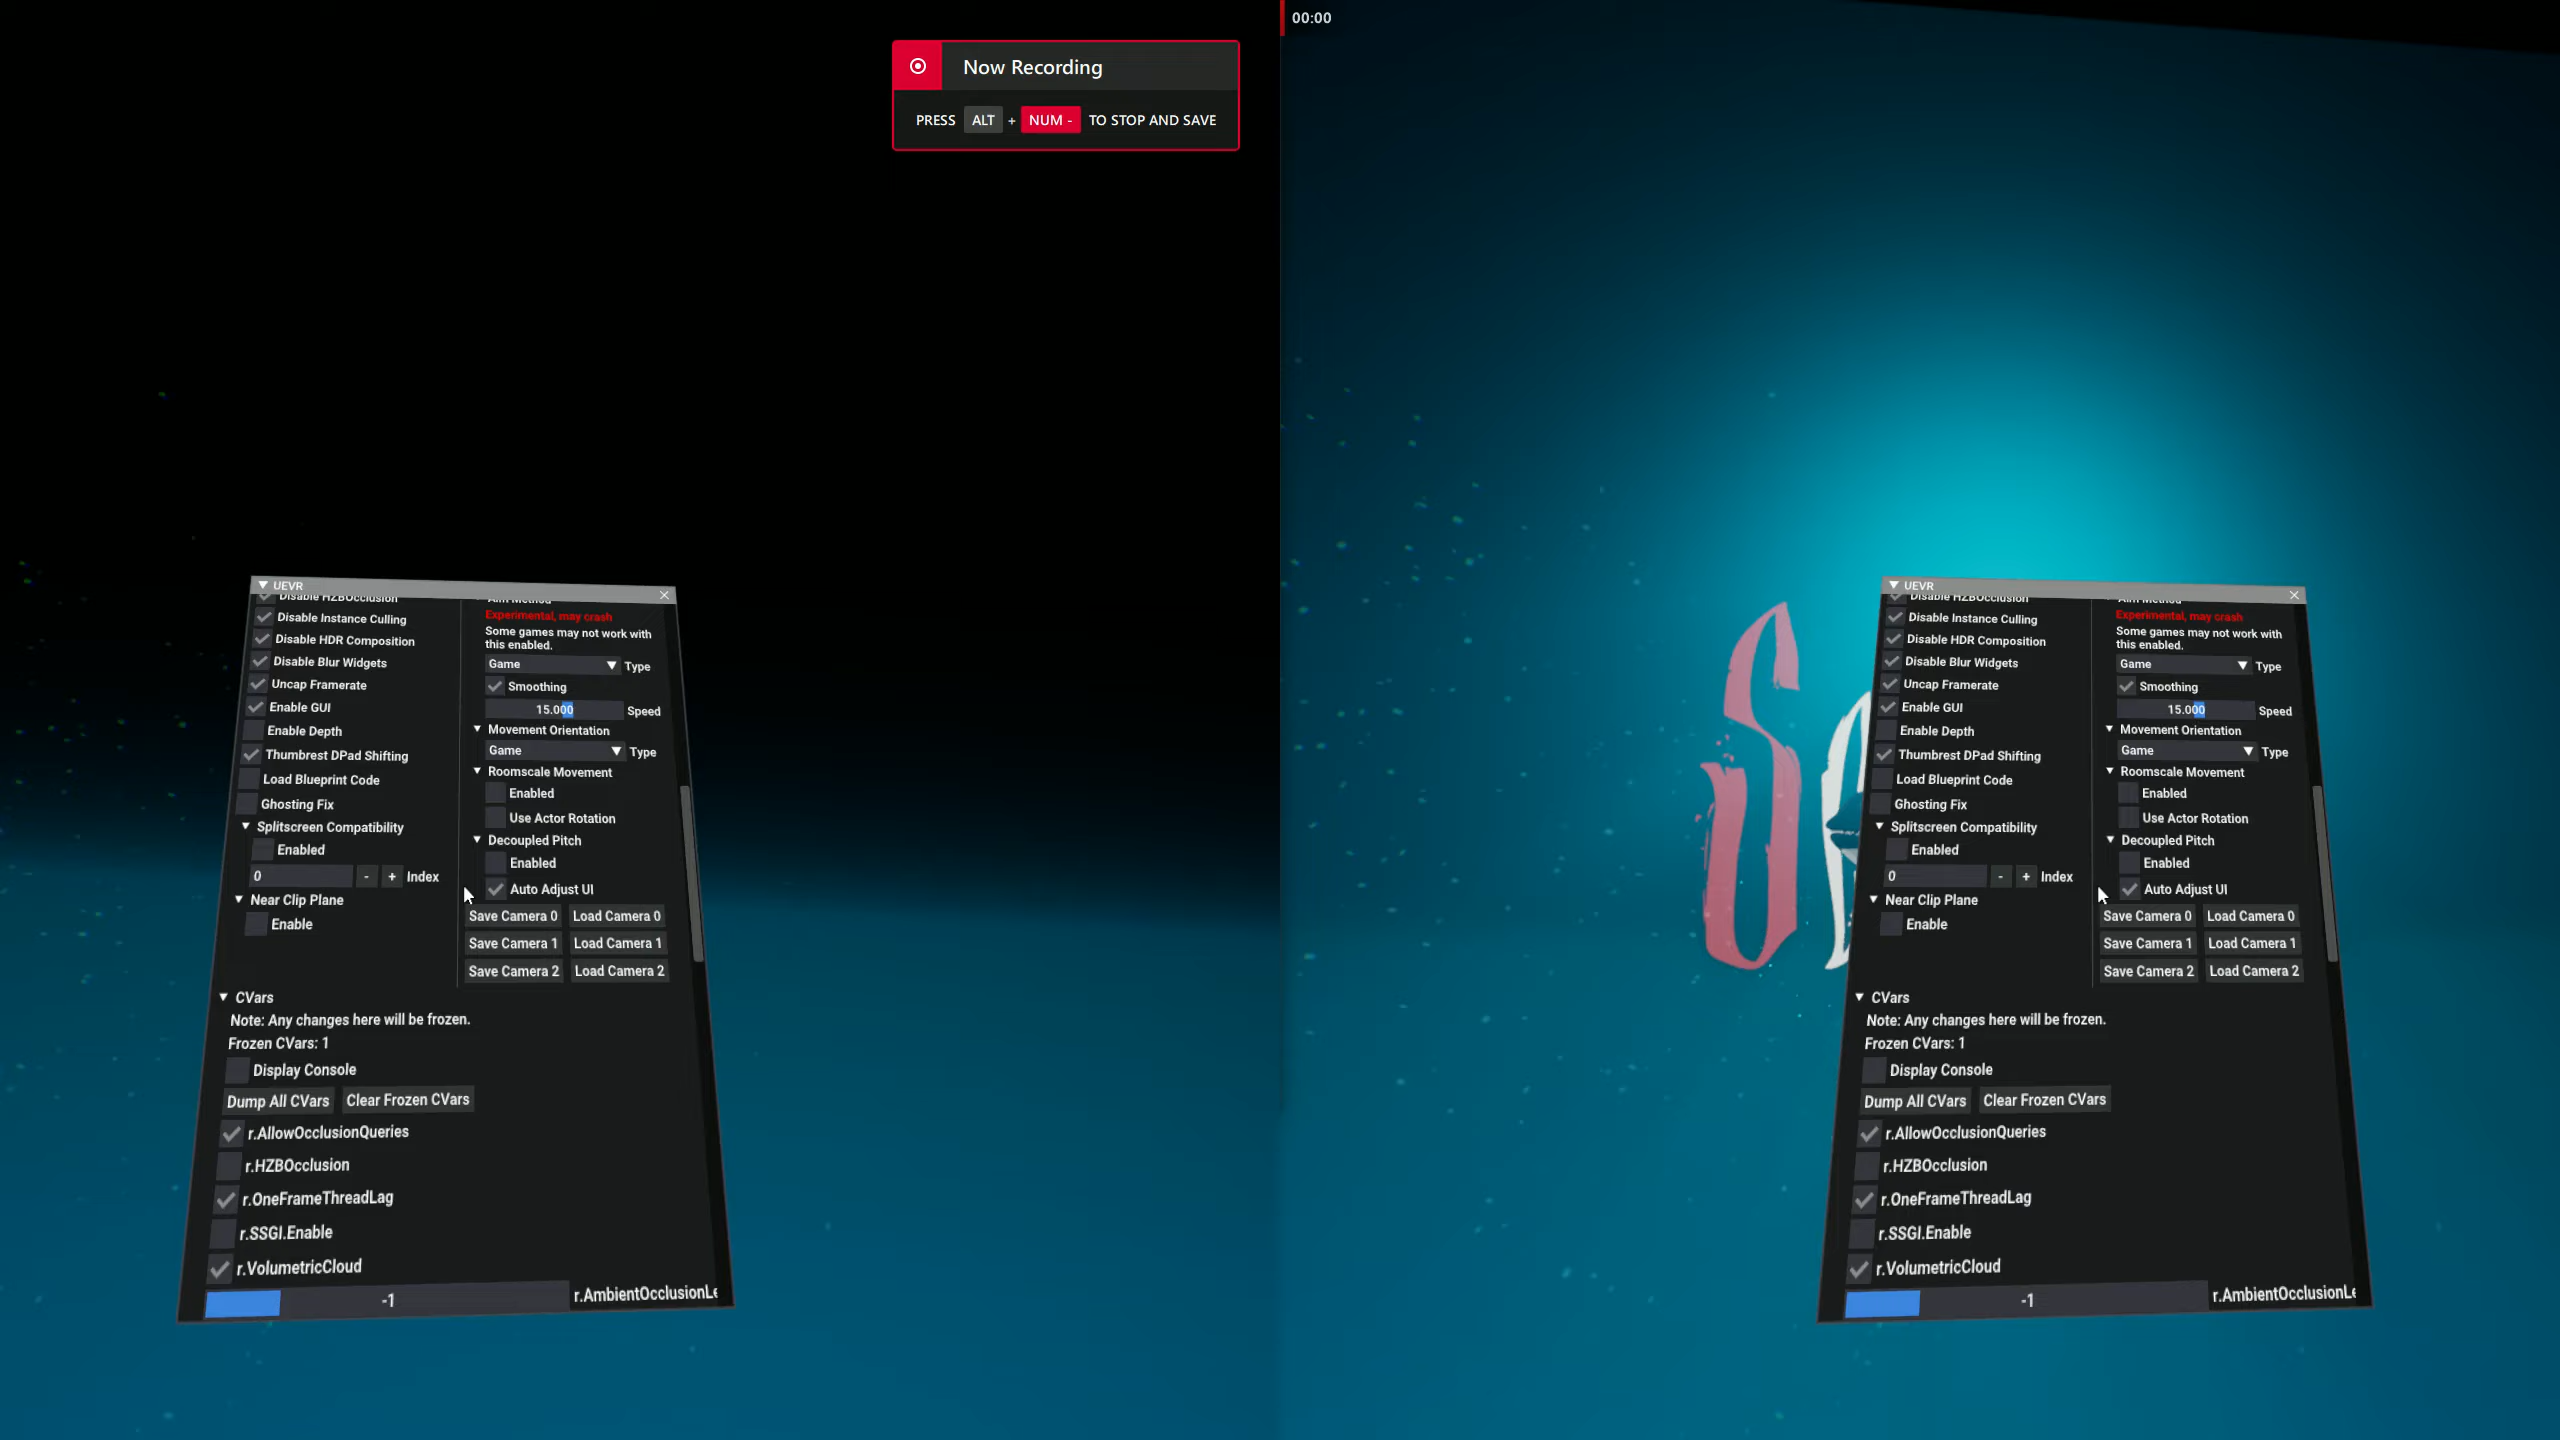 00:00
Now Recording
PRESS ALT + NUM - TO STOP AND SAVE
UEVR
Disable HZBOcclusion
Disable Instance Culling
Disable HDR Composition
Disable Blur Widgets
Uncap Framerate
Enable GUI
Enable Depth
Thumbrest DPad Shifting
Load Blueprint Code
Ghosting Fix
Splitscreen Compatibility
Enabled
0 - + Index
Near Clip Plane
Enable
Aim Method
Experimental, may crash
Some games may not work with
this enabled.
Game Type
Smoothing
15.000 Speed
Movement Orientation
Game Type
Roomscale Movement
Enabled
Use Actor Rotation
Decoupled Pitch
Enabled
Auto Adjust UI
Save Camera 0 Load Camera 0
Save Camera 1 Load Camera 1
Save Camera 2 Load Camera 2
CVars
Note: Any changes here will be frozen.
Frozen CVars: 1
Display Console
Dump All CVars Clear Frozen CVars
r.AllowOcclusionQueries
r.HZBOcclusion
r.OneFrameThreadLag
r.SSGI.Enable
r.VolumetricCloud
-1 r.AmbientOcclusionLe
UEVR
Disable HZBOcclusion
Disable Instance Culling
Disable HDR Composition
Disable Blur Widgets
Uncap Framerate
Enable GUI
Enable Depth
Thumbrest DPad Shifting
Load Blueprint Code
Ghosting Fix
Splitscreen Compatibility
Enabled
0 - + Index
Near Clip Plane
Enable
Aim Method
Experimental, may crash
Some games may not work with
this enabled.
Game Type
Smoothing
15.000 Speed
Movement Orientation
Game Type
Roomscale Movement
Enabled
Use Actor Rotation
Decoupled Pitch
Enabled
Auto Adjust UI
Save Camera 0 Load Camera 0
Save Camera 1 Load Camera 1
Save Camera 2 Load Camera 2
CVars
Note: Any changes here will be frozen.
Frozen CVars: 1
Display Console
Dump All CVars Clear Frozen CVars
r.AllowOcclusionQueries
r.HZBOcclusion
r.OneFrameThreadLag
r.SSGI.Enable
r.VolumetricCloud
-1 r.AmbientOcclusionLe